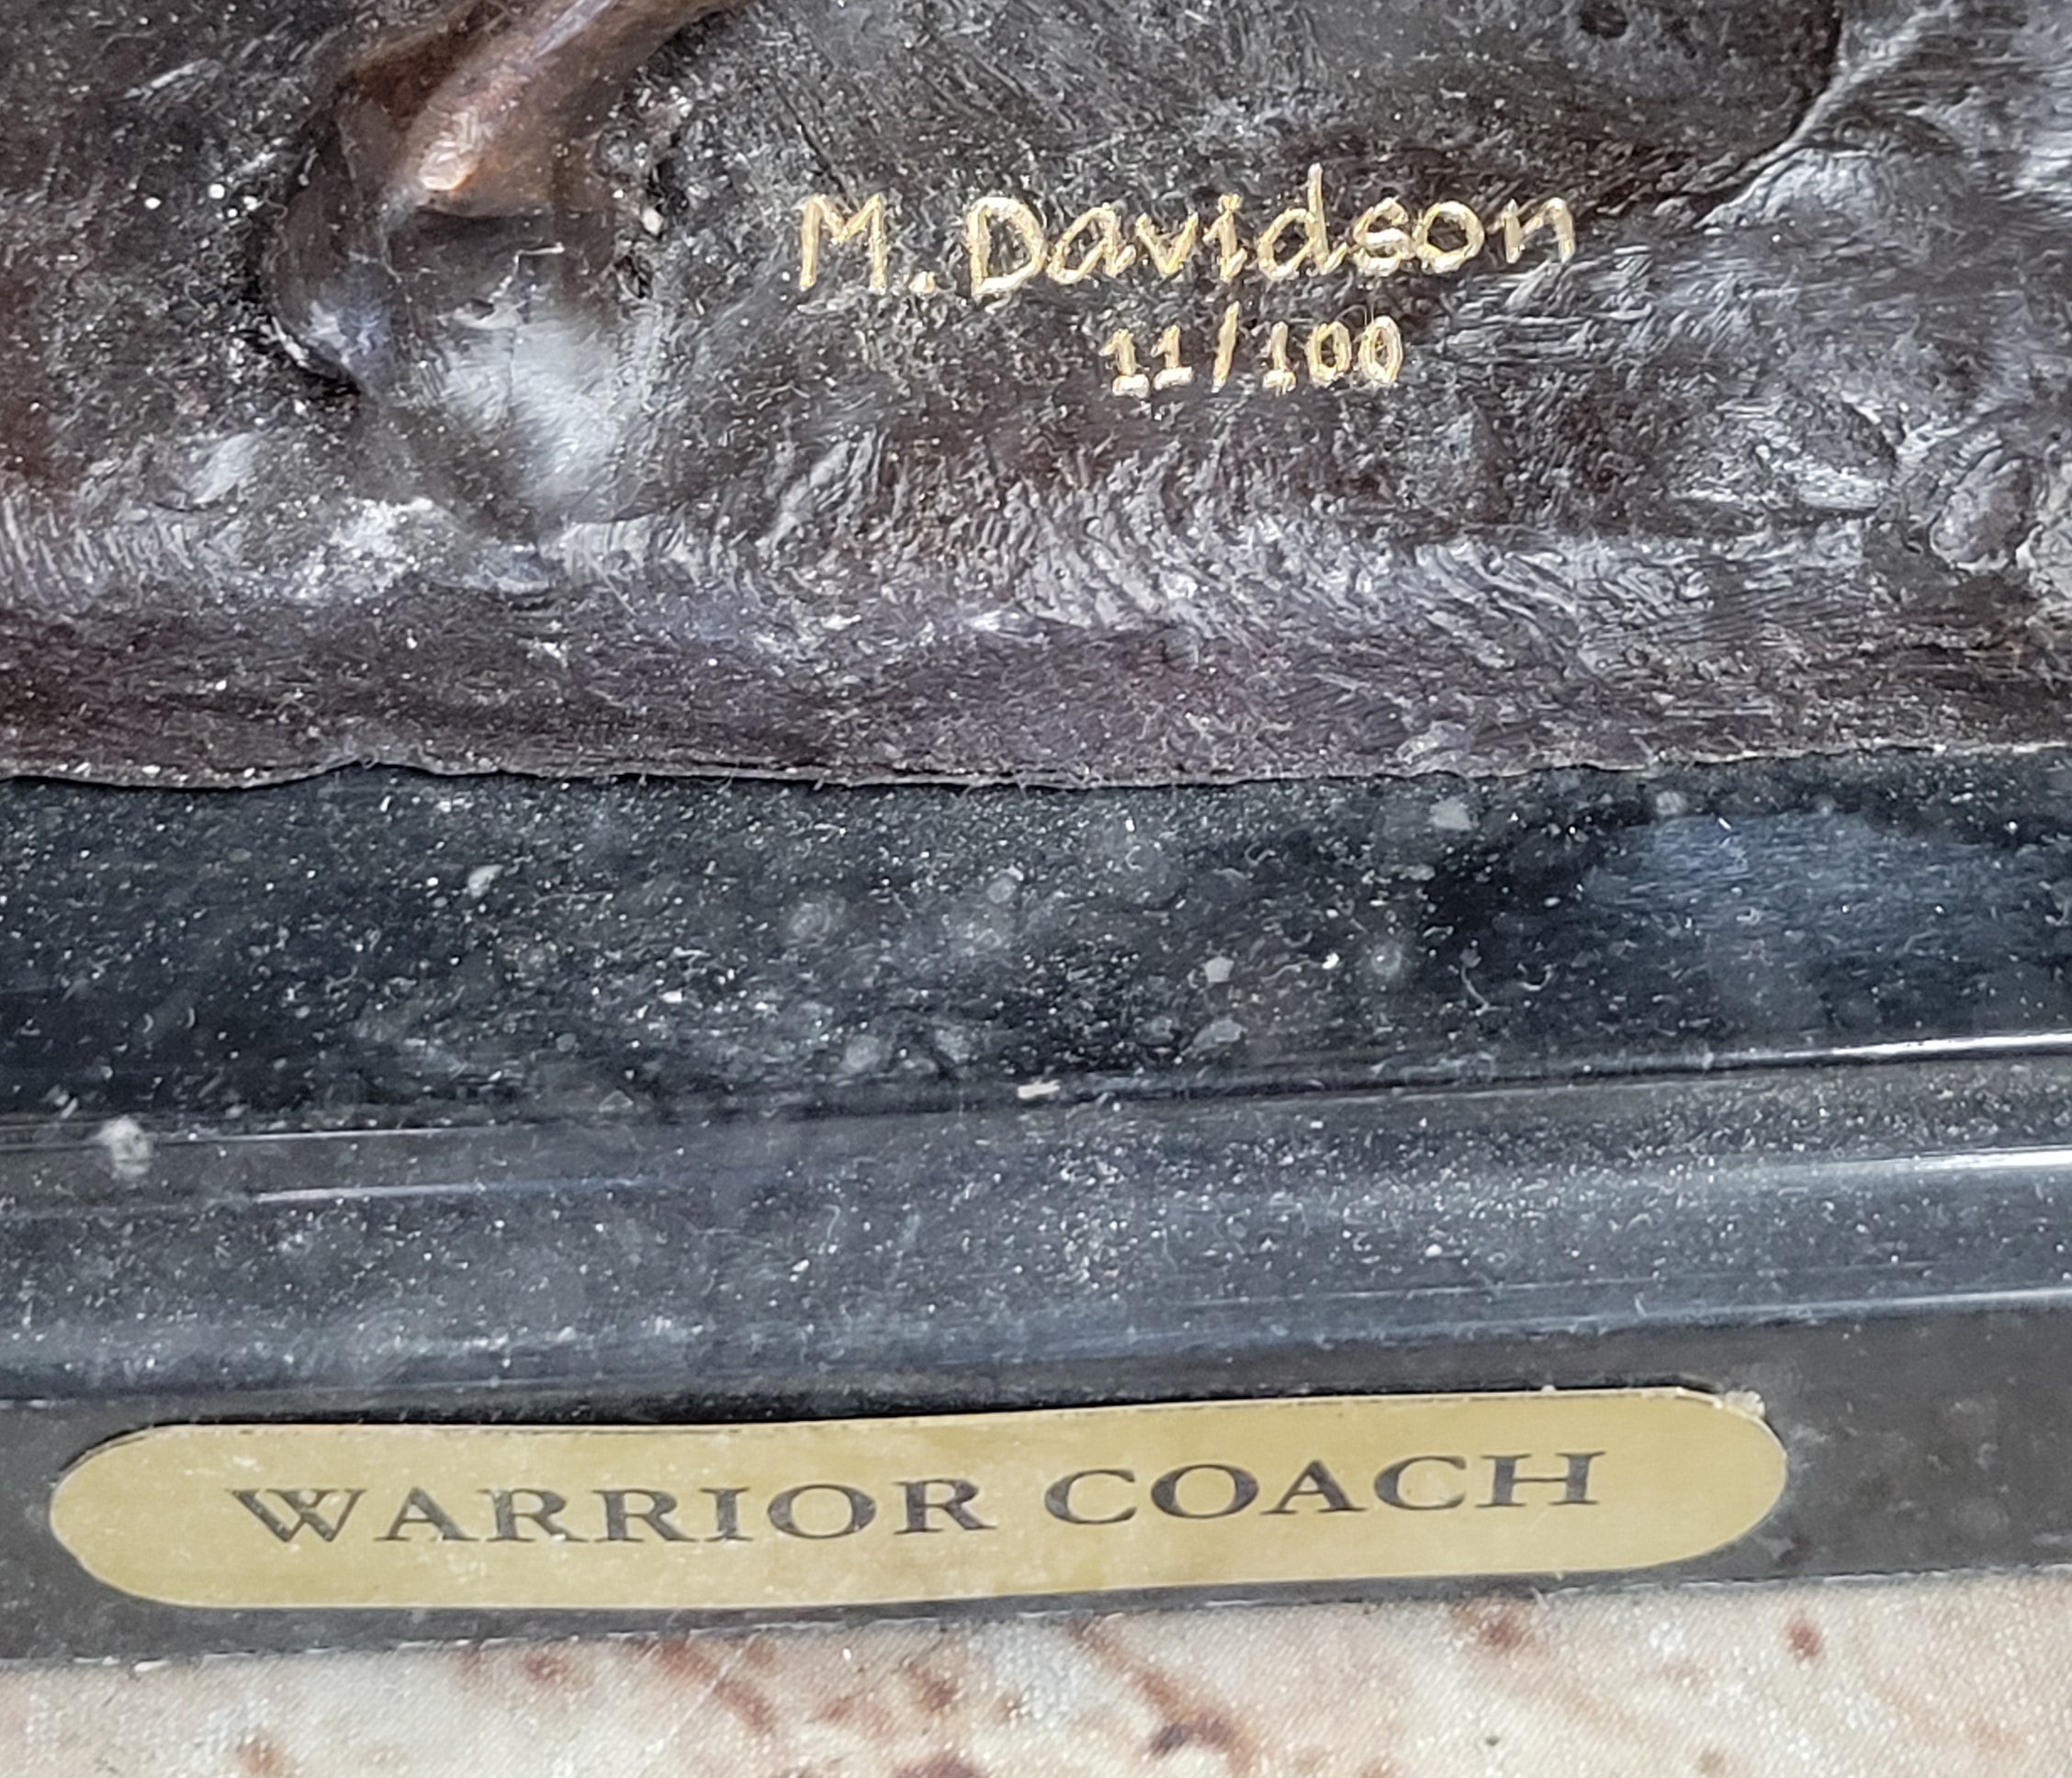 M. Davidson
11/100
WARRIOR COACH